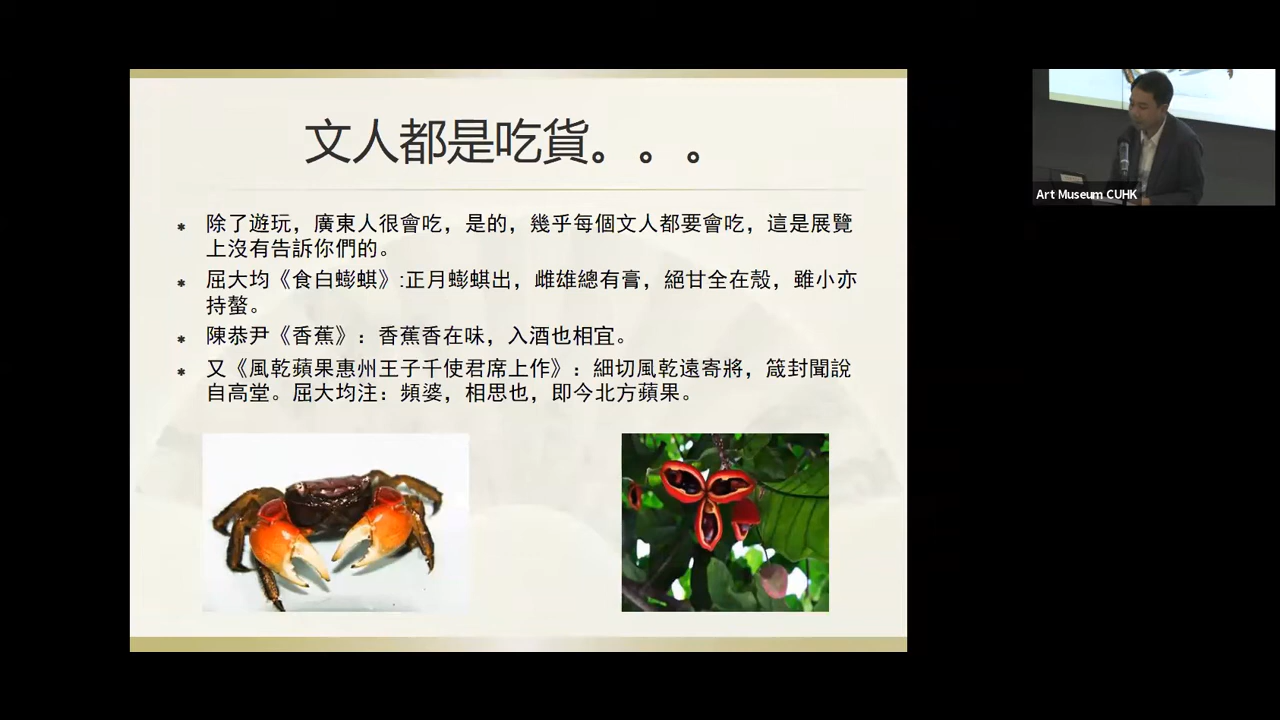 文人都是吃貨。。。
* 除了遊玩，廣東人很會吃，是的，幾乎每個文人都要會吃，這是展覽
上沒有告訴你們的。
* 屈大均《食白蟛蜞》:正月蟛蜞出，雌雄總有膏，絕甘全在殼，雖小亦
持螯。
* 陳恭尹《香蕉》：香蕉香在味，入酒也相宜。
* 又《風乾蘋果惠州王子千使君席上作》：細切風乾遠寄將，箴封聞說
自高堂。屈大均注：頻婆，相思也，即今北方蘋果。
Art Museum CUHK